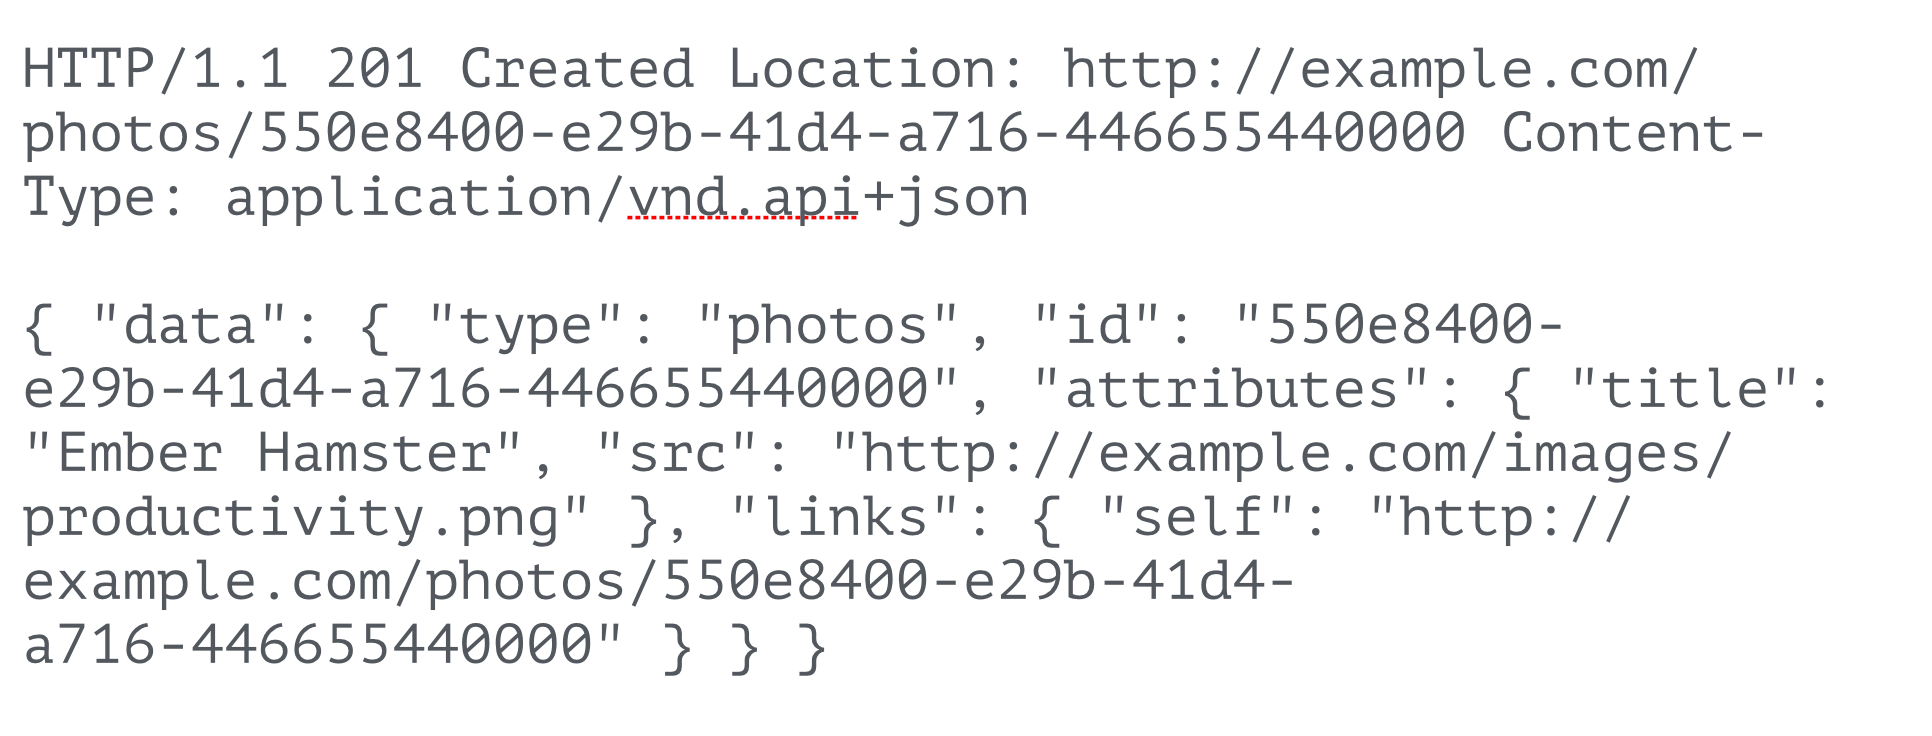 HTTP/1.1 201 Created Location: http://example.com/
photos/550e8400-e29b-41d4-a716-446655440000 Content-
Type: application/vnd.api+json
{ "data": { "type": "photos", "id": "550e8400-
e29b-41d4-a716-446655440000", "attributes": { "title":
"Ember Hamster", "src": "http://example.com/images/
productivity.png" }, "links": { "self": "http://
example.com/photos/550e8400-e29b-41d4-
a716-446655440000" } } }